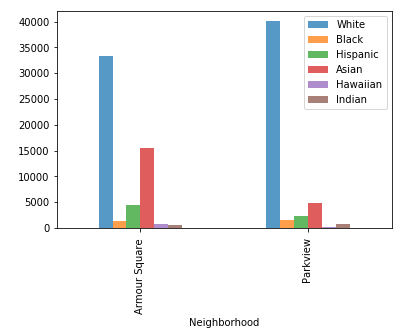 40000
35000
30000
25000
20000
15000
10000
5000
0
White
Black
Hispanic
Asian
Hawaiian
Indian
Armour Square
Parkview
Neighborhood